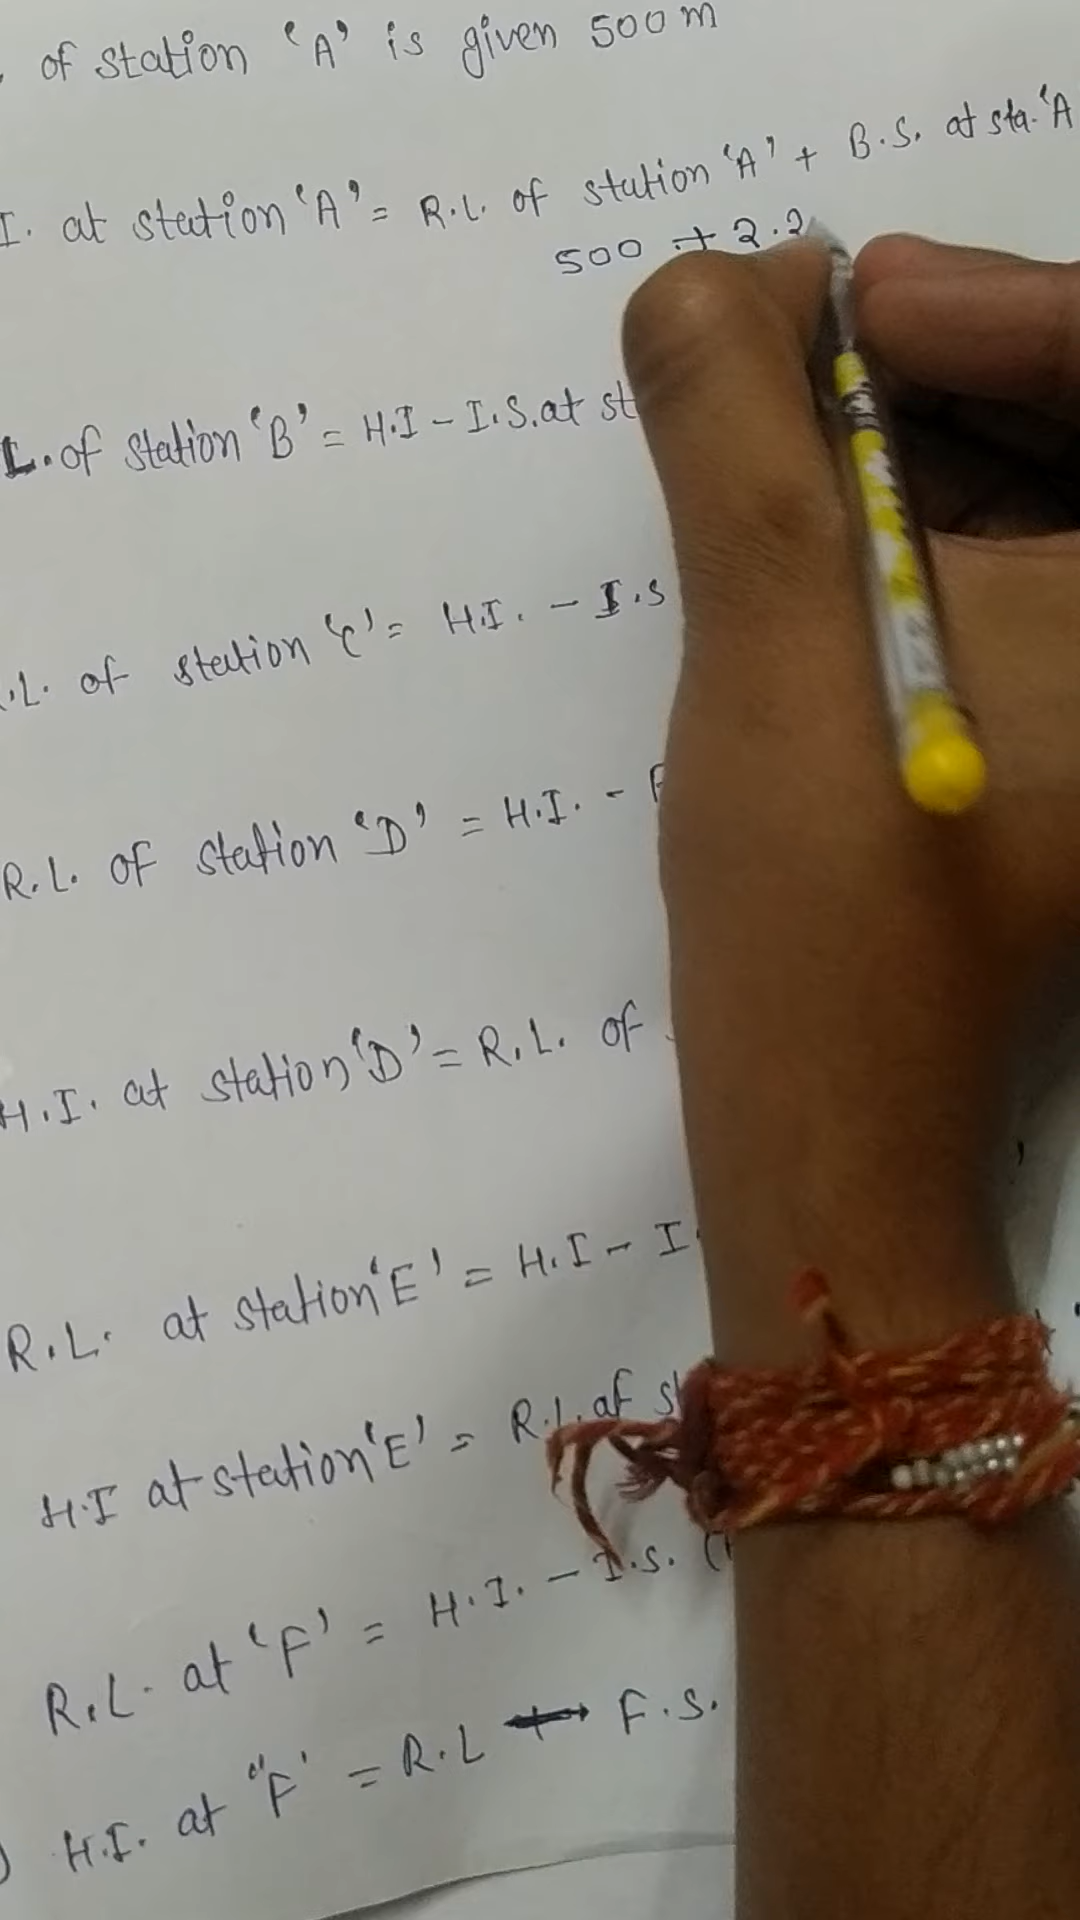 of station 'A' is given 500 m
I. at station 'A' = R.L. of station 'A' + B.S. at sta. 'A
500 + 2.2
L. of station 'B' = H.I - I.S. at st
.L. of station 'C' = H.I. - I.S
R.L. of station 'D' = H.I. - F
H.I. at station 'D' = R.L. of
R.L. at station 'E' = H.I - I.
H.I at station 'E' = R.L. of st
R.L. at 'F' = H.I. - I.S. (
H.I. at "F' = R.L F.S.